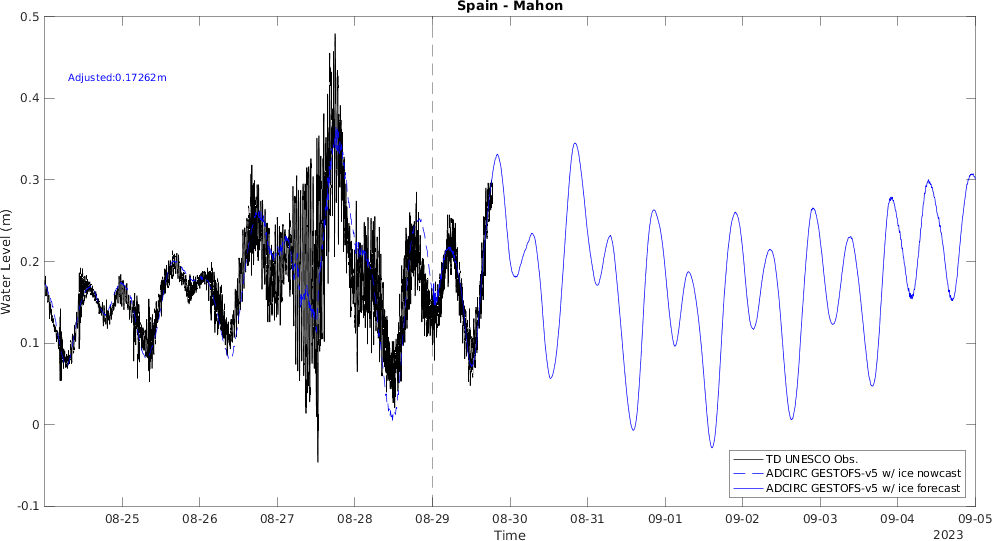 Spain - Mahon
0.5
0.4
0.3
0.2
0.1
0
-0.1
Water Level (m)
Adjusted:0.17262m
TD UNESCO Obs.
ADCIRC GESTOFS-v5 w/ ice nowcast
ADCIRC GESTOFS-v5 w/ ice forecast
08-25 08-26 08-27 08-28 08-29 08-30 08-31 09-01 09-02 09-03 09-04 09-05
Time
2023